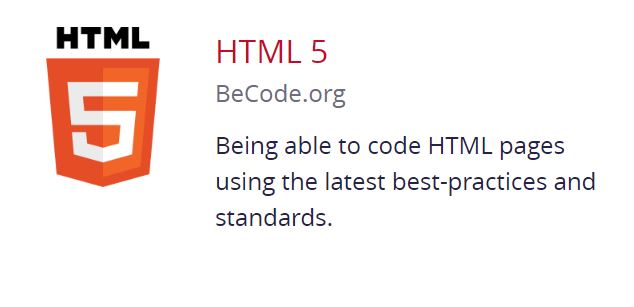 HTML
5
HTML 5
BeCode.org
Being able to code HTML pages
using the latest best-practices and
standards.